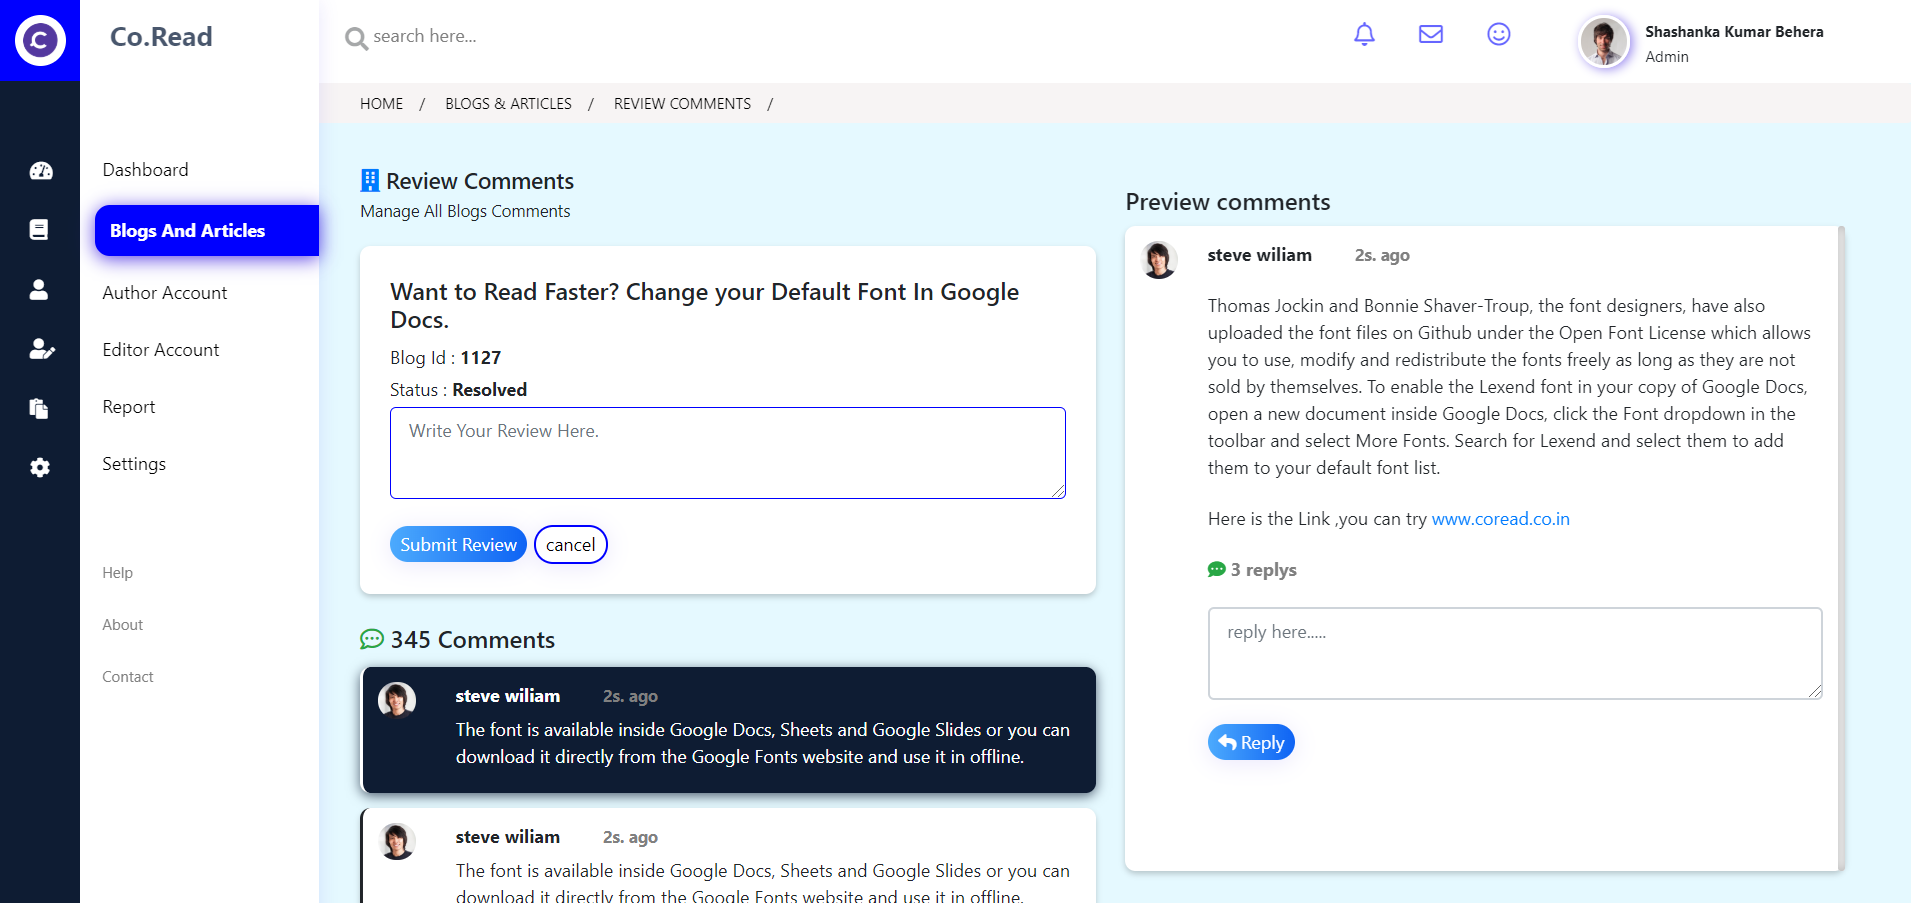 Co.Read
search here...
Shashanka Kumar Behera
Admin
HOME / BLOGS & ARTICLES / REVIEW COMMENTS /
Dashboard
Blogs And Articles
Author Account
Editor Account
Report
Settings
Help
About
Contact
Review Comments
Manage All Blogs Comments
Want to Read Faster? Change your Default Font In Google
Docs.
Blog Id : 1127
Status : Resolved
Write Your Review Here.
Submit Review
cancel
345 Comments
steve wiliam 2s. ago
The font is available inside Google Docs, Sheets and Google Slides or you can
download it directly from the Google Fonts website and use it in offline.
steve wiliam 2s. ago
The font is available inside Google Docs, Sheets and Google Slides or you can
download it directly from the Google Fonts website and use it in offline.
Preview comments
steve wiliam 2s. ago
Thomas Jockin and Bonnie Shaver-Troup, the font designers, have also
uploaded the font files on Github under the Open Font License which allows
you to use, modify and redistribute the fonts freely as long as they are not
sold by themselves. To enable the Lexend font in your copy of Google Docs,
open a new document inside Google Docs, click the Font dropdown in the
toolbar and select More Fonts. Search for Lexend and select them to add
them to your default font list.
Here is the Link ,you can try www.coread.co.in
3 replys
reply here.....
Reply